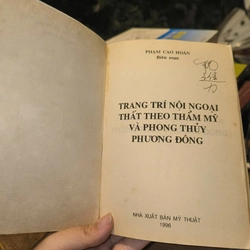 PHẠM CAO HOÀN
Biên soạn
TRANG TRÍ NỘI NGOẠI
THẤT THEO THẨM MỸ
VÀ PHONG THỦY
PHƯƠNG ĐÔNG
NHÀ XUẤT BẢN MỸ THUẬT
1996